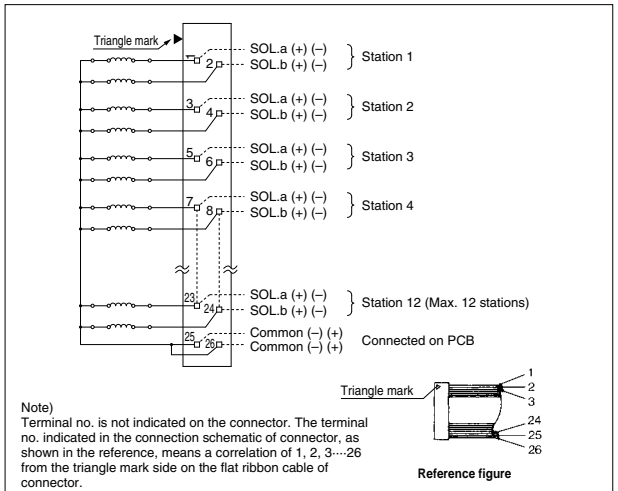 Triangle mark
1
SOL.a (+) (–)
2
SOL.b (+) (–)
Station 1
3
SOL.a (+) (–)
4
SOL.b (+) (–)
Station 2
5
SOL.a (+) (–)
6
SOL.b (+) (–)
Station 3
7
SOL.a (+) (–)
8
SOL.b (+) (–)
Station 4
23
SOL.a (+) (–)
24
SOL.b (+) (–)
Station 12 (Max. 12 stations)
25
Common (–) (+)
26
Common (–) (+)
Connected on PCB
Triangle mark
1
2
3
24
25
26
Reference figure
Note)
Terminal no. is not indicated on the connector. The terminal
no. indicated in the connection schematic of connector, as
shown in the reference, means a correlation of 1, 2, 3····26
from the triangle mark side on the flat ribbon cable of
connector.